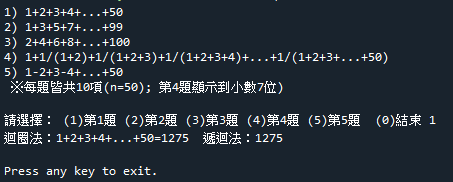 1) 1+2+3+4+...+50
2) 1+3+5+7+...+99
3) 2+4+6+8+...+100
4) 1+1/(1+2)+1/(1+2+3)+1/(1+2+3+4)+...+1/(1+2+3+...+50)
5) 1-2+3-4+...+50
※每題皆共10項(n=50); 第4題顯示到小數7位)
請選擇: (1)第1題 (2)第2題 (3)第3題 (4)第4題 (5)第5題 (0)結束 1
迴圈法:1+2+3+4+...+50=1275 遞迴法:1275
Press any key to exit.